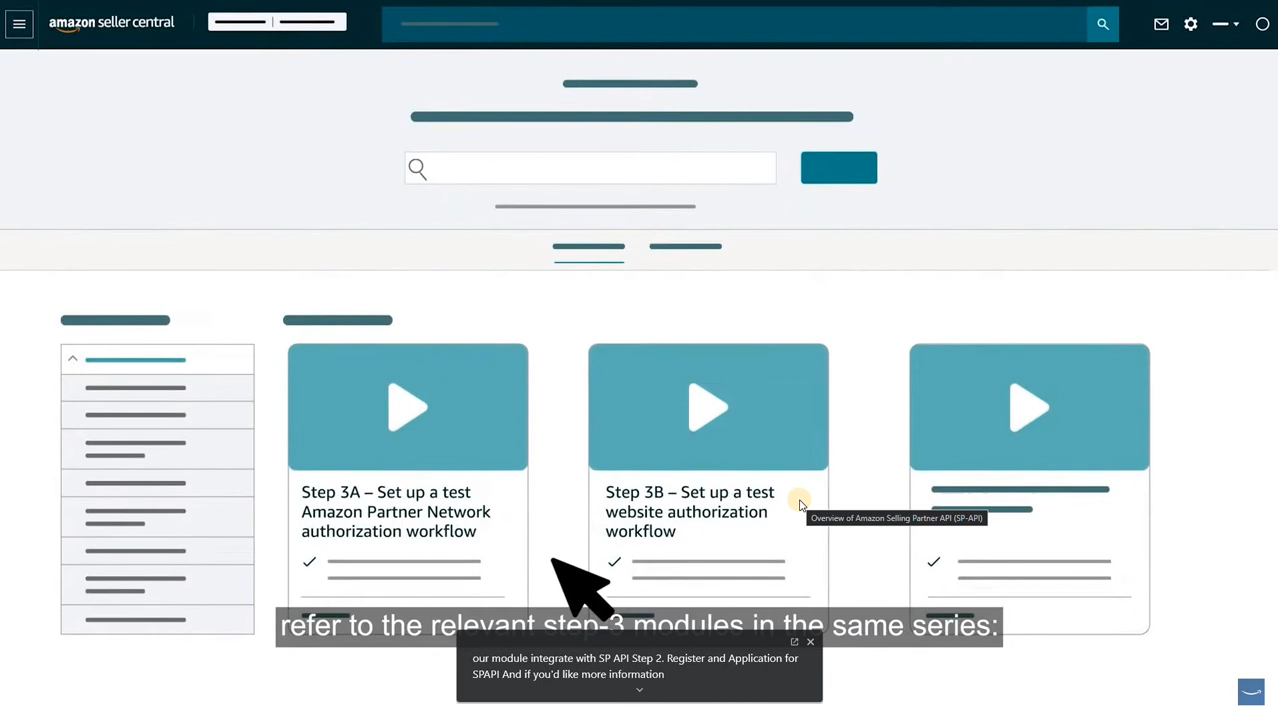 amazon seller central
Step 3A – Set up a test
Amazon Partner Network
authorization workflow
Step 3B – Set up a test
website authorization
workflow
Overview of Amazon Selling Partner API (SP-API)
refer to the relevant step-3 modules in the same series:
our module integrate with SP API Step 2. Register and Application for
SPAPI And if you'd like more information